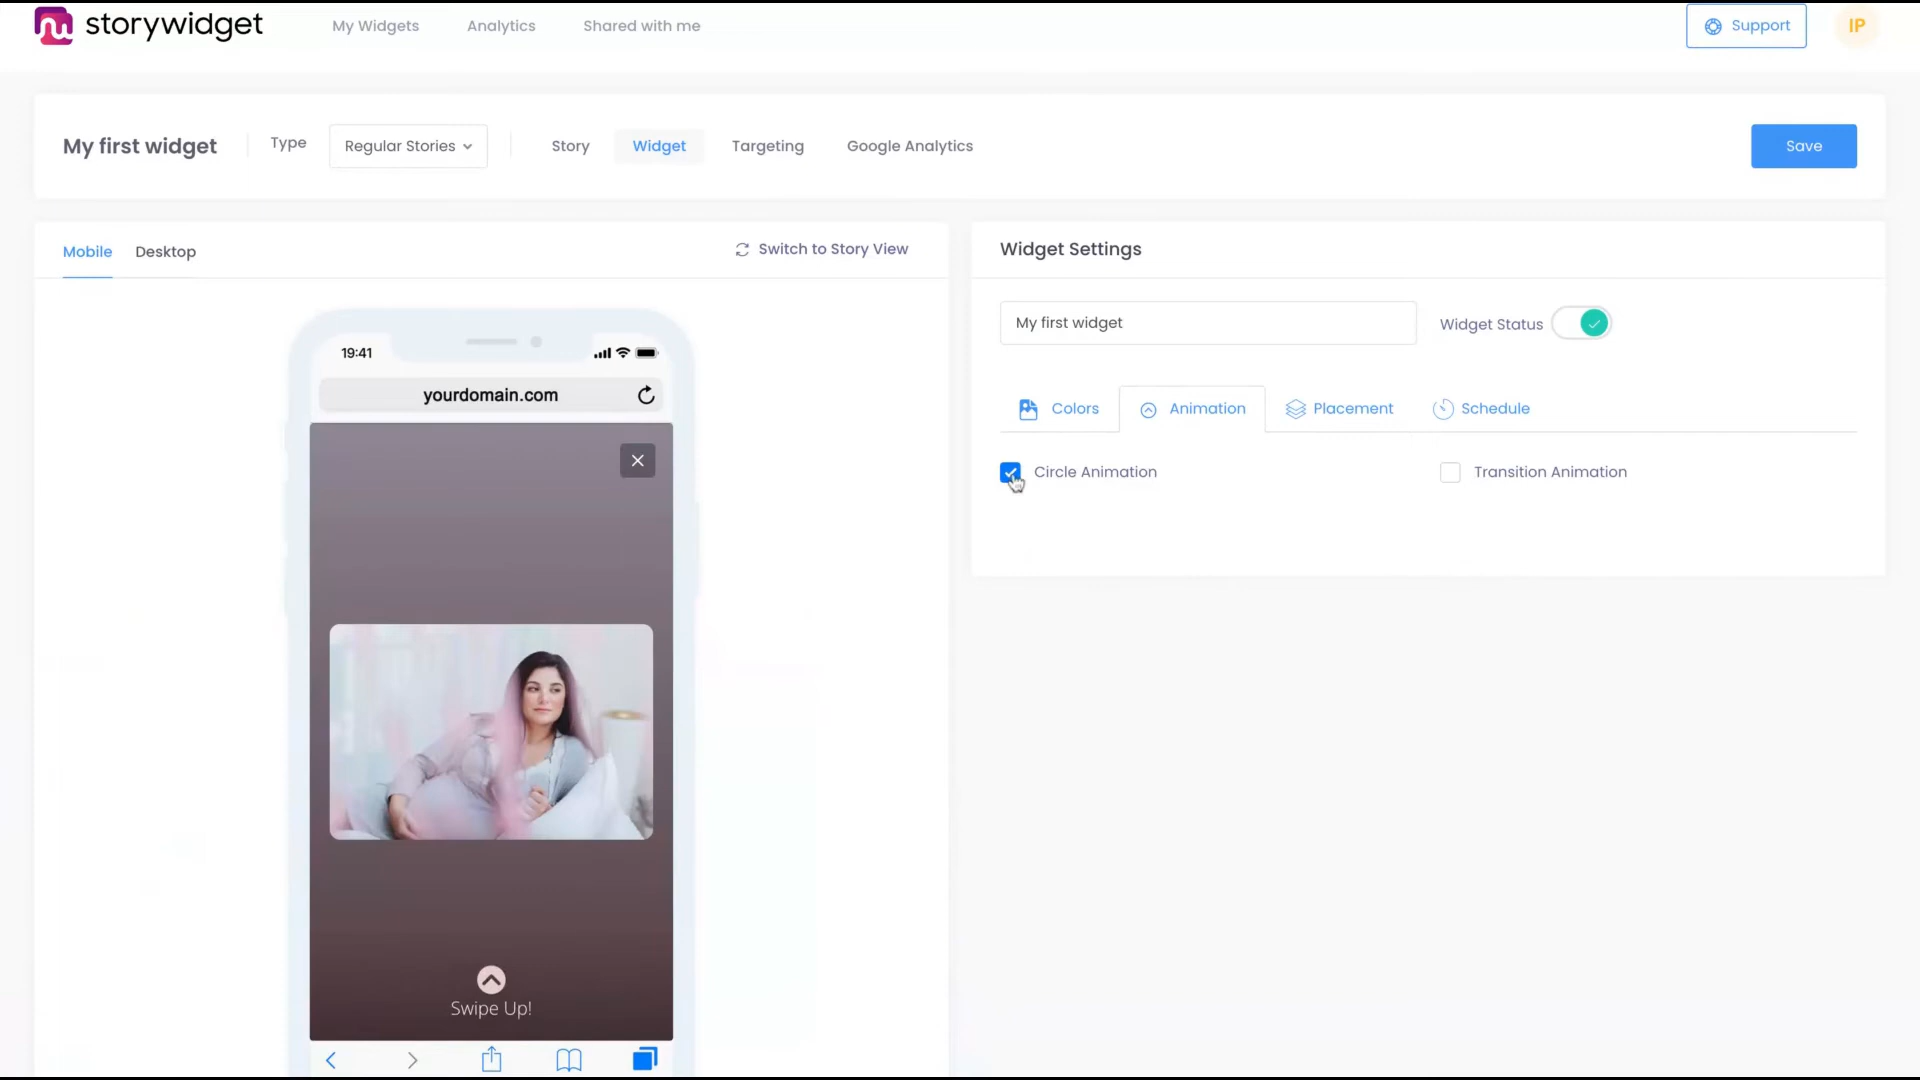 storywidget
My Widgets
Analytics
Shared with me
Support
IP
My first widget
Type
Regular Stories
Story
Widget
Targeting
Google Analytics
Save
Mobile
Desktop
Switch to Story View
19:41
yourdomain.com
Swipe Up!
Widget Settings
My first widget
Widget Status
Colors
Animation
Placement
Schedule
Circle Animation
Transition Animation